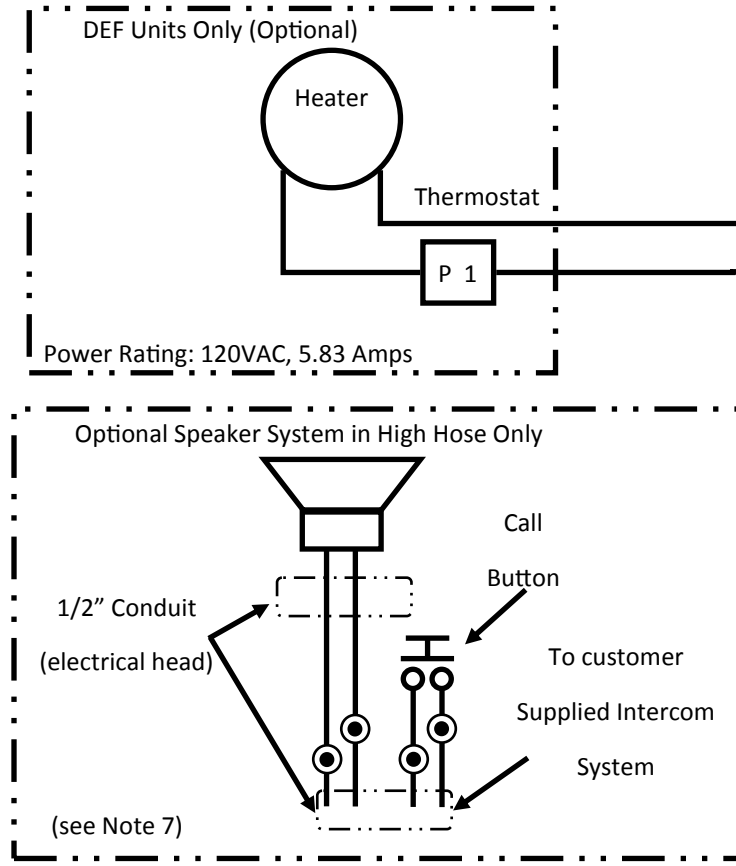 DEF Units Only (Optional)
Heater
Thermostat
P 1
Power Rating: 120VAC, 5.83 Amps
Optional Speaker System in High Hose Only
Call
Button
1/2” Conduit
(electrical head)
To customer
Supplied Intercom
System
(see Note 7)